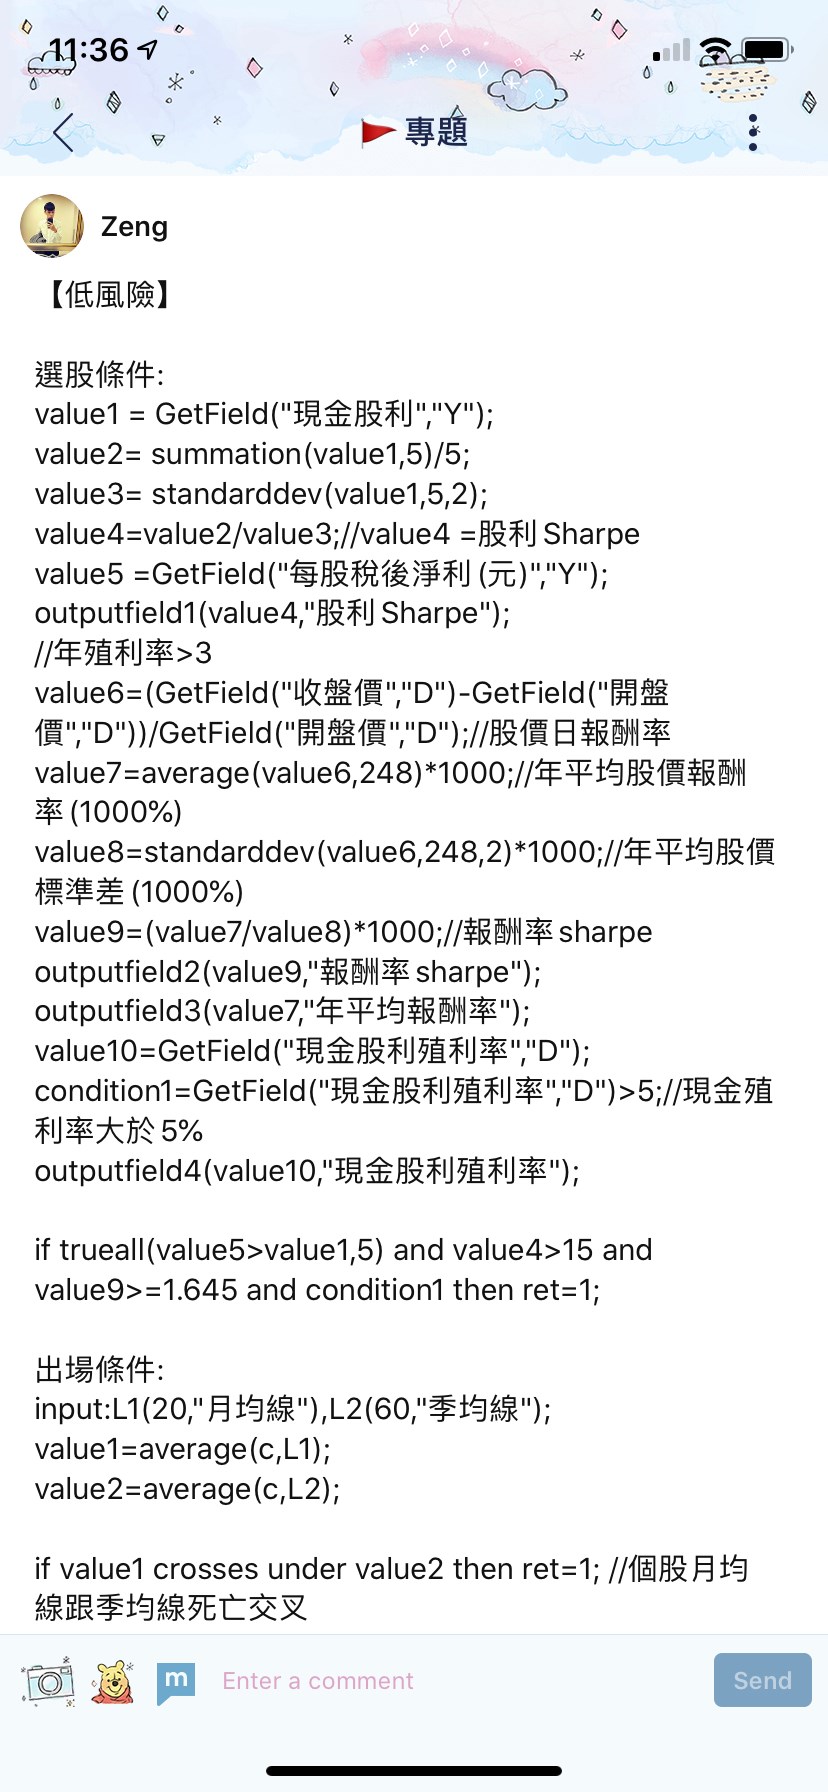 11:36
專題
Zeng
【低風險】
選股條件:
value1 = GetField("現金股利","Y");
value2= summation(value1,5)/5;
value3= standarddev(value1,5,2);
value4=value2/value3;//value4 =股利 Sharpe
value5 =GetField("每股稅後淨利 (元)","Y");
outputfield1(value4,"股利 Sharpe");
//年殖利率>3
value6=(GetField("收盤價","D")-GetField("開盤
價","D"))/GetField("開盤價","D");//股價日報酬率
value7=average(value6,248)*1000;//年平均股價報酬
率 (1000%)
value8=standarddev(value6,248,2)*1000;//年平均股價
標準差 (1000%)
value9=(value7/value8)*1000;//報酬率 sharpe
outputfield2(value9,"報酬率 sharpe");
outputfield3(value7,"年平均報酬率");
value10=GetField("現金股利殖利率","D");
condition1=GetField("現金股利殖利率","D")>5;//現金殖
利率大於 5%
outputfield4(value10,"現金股利殖利率");
if trueall(value5>value1,5) and value4>15 and
value9>=1.645 and condition1 then ret=1;
出場條件:
input:L1(20,"月均線"),L2(60,"季均線");
value1=average(c,L1);
value2=average(c,L2);
if value1 crosses under value2 then ret=1; //個股月均
線跟季均線死亡交叉
m
Enter a comment
Send